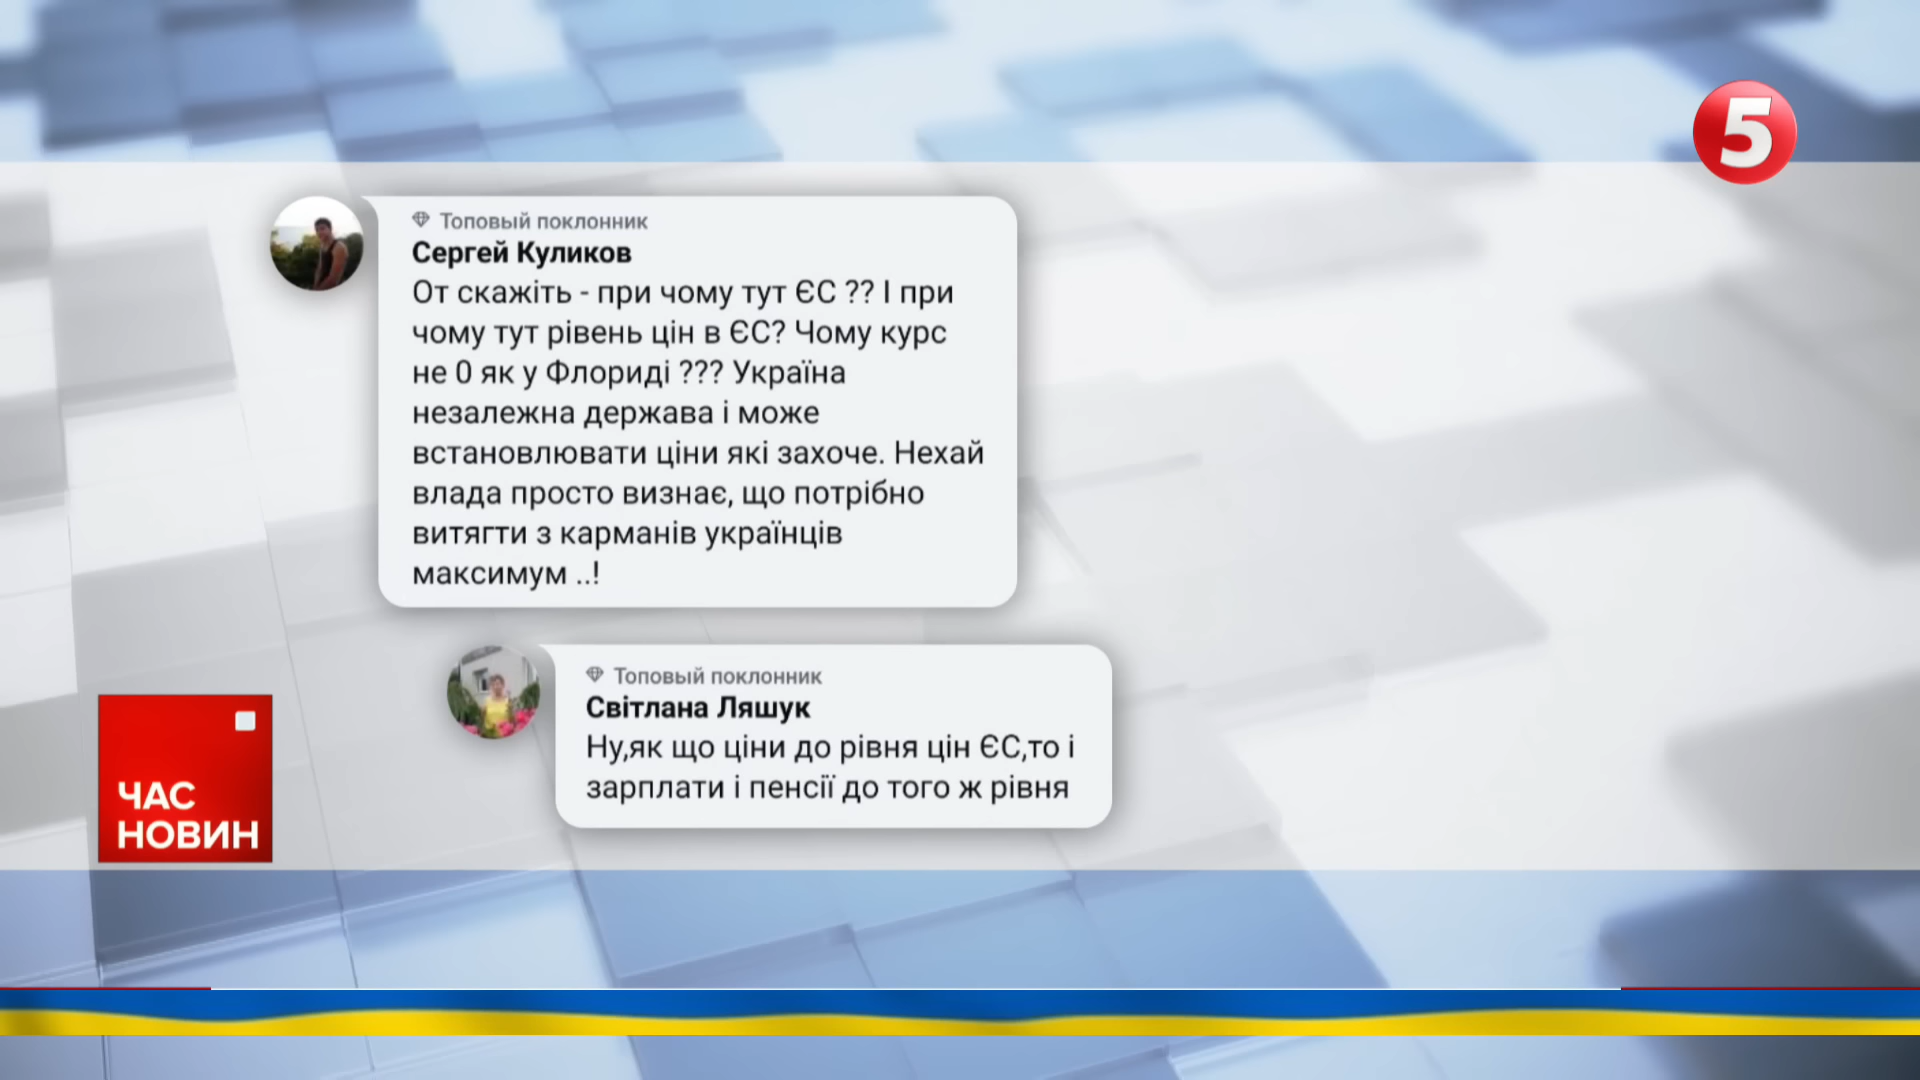 5
Топовый поклонник
Сергей Куликов
От скажіть - при чому тут ЄС ?? І при
чому тут рівень цін в ЄС? Чому курс
не 0 як у Флориді ??? Україна
незалежна держава і може
встановлювати ціни які захоче. Нехай
влада просто визнає, що потрібно
витягти з карманів українців
максимум ..!
Топовый поклонник
Світлана Ляшук
Ну,як що ціни до рівня цін ЄС,то і
зарплати і пенсії до того ж рівня
ЧАС
НОВИН